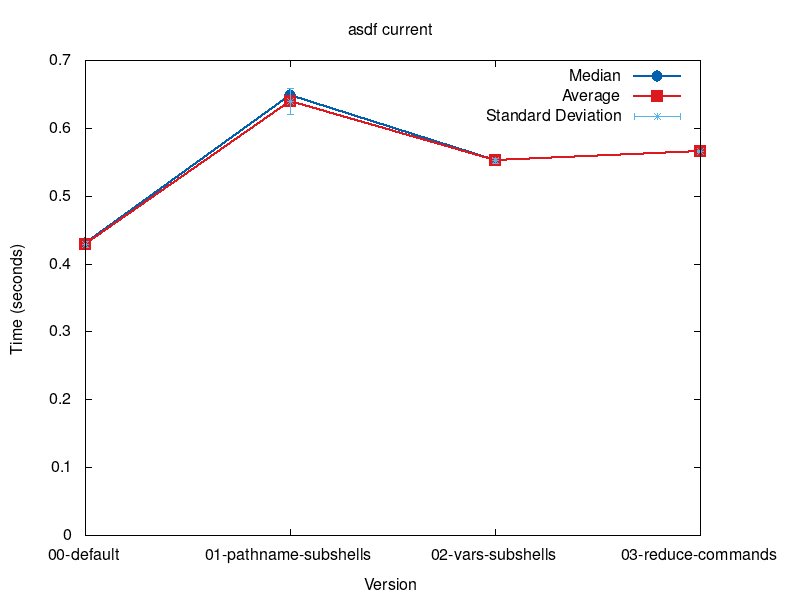 asdf current
Median
Average
Standard Deviation
0.7
0.6
0.5
0.4
0.3
0.2
0.1
0
Time (seconds)
00-default 01-pathname-subshells 02-vars-subshells 03-reduce-commands
Version